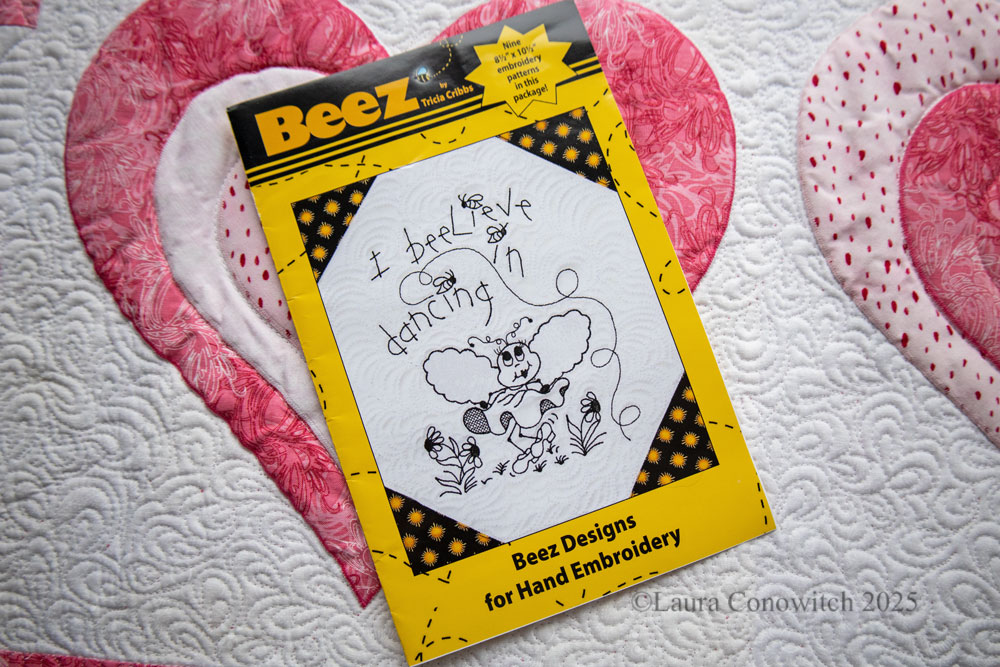 Beez
by
Tricia Cribbs
Nine
8½" x 10½"
embroidery
patterns
in this
package!
I beeLieve
in
dancing
Beez Designs
for Hand Embroidery
©Laura Conowitch 2025